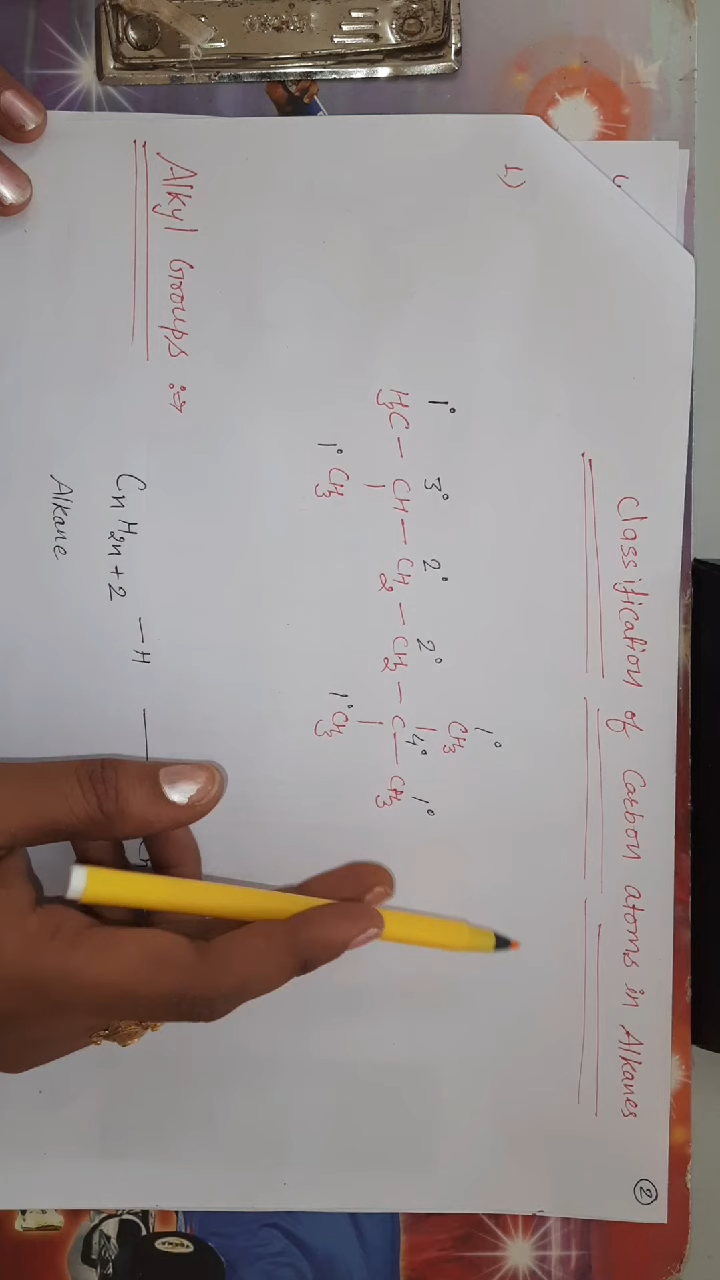 ②
Classification of Carbon atoms in Alkanes
1)
1°
CH₃
1° 3° 2° 2° 4° 1°
H₃C - CH - CH₂ - CH₂ - C - CH₃
1° CH₃ 1° CH₃
Alkyl Groups :⇒
CnH2n+2 -H
Alkane